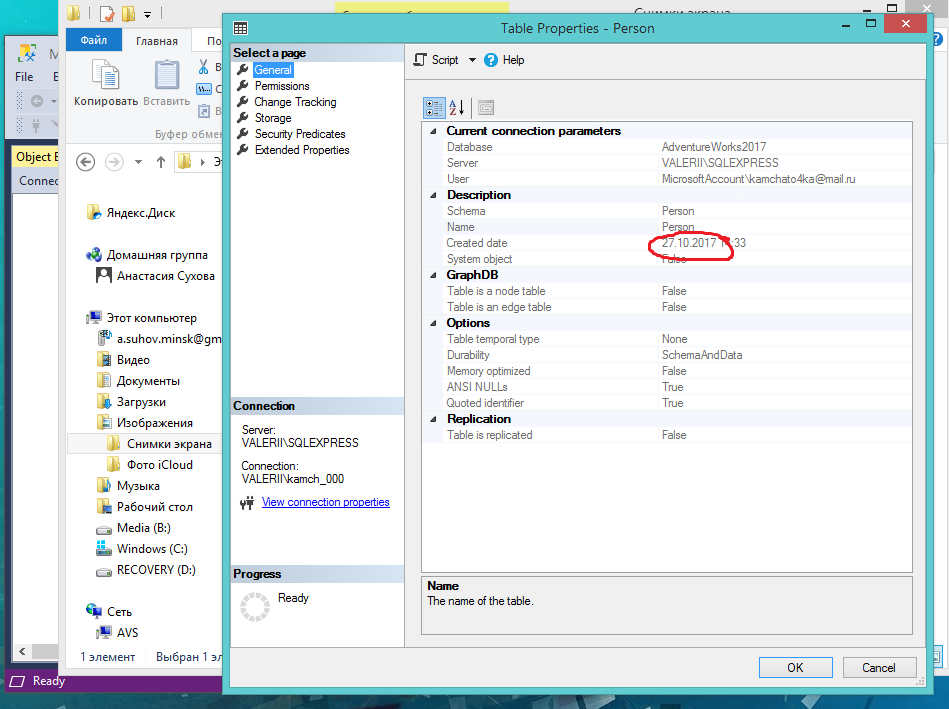 Снимки экрана
Файл
Главная
По
Копировать
Вставить
Буфер обмен
File
Object E
Connec
Яндекс.Диск
Домашняя группа
Анастасия Сухова
Этот компьютер
a.suhov.minsk@gm
Видео
Документы
Загрузки
Изображения
Снимки экрана
Фото iCloud
Музыка
Рабочий стол
Media (B:)
Windows (C:)
RECOVERY (D:)
Сеть
AVS
1 элемент
Выбран 1 эл
Ready
Table Properties - Person
Select a page
General
Permissions
Change Tracking
Storage
Security Predicates
Extended Properties
Connection
Server:
VALERII\SQLEXPRESS
Connection:
VALERII\kamch_000
View connection properties
Progress
Ready
Script
Help
Current connection parameters
Database AdventureWorks2017
Server VALERII\SQLEXPRESS
User MicrosoftAccount\kamchato4ka@mail.ru
Description
Schema Person
Name Person
Created date 27.10.2017
System object False
GraphDB
Table is a node table False
Table is an edge table False
Options
Table temporal type None
Durability SchemaAndData
Memory optimized False
ANSI NULLs True
Quoted identifier True
Replication
Table is replicated False
Name
The name of the table.
OK
Cancel